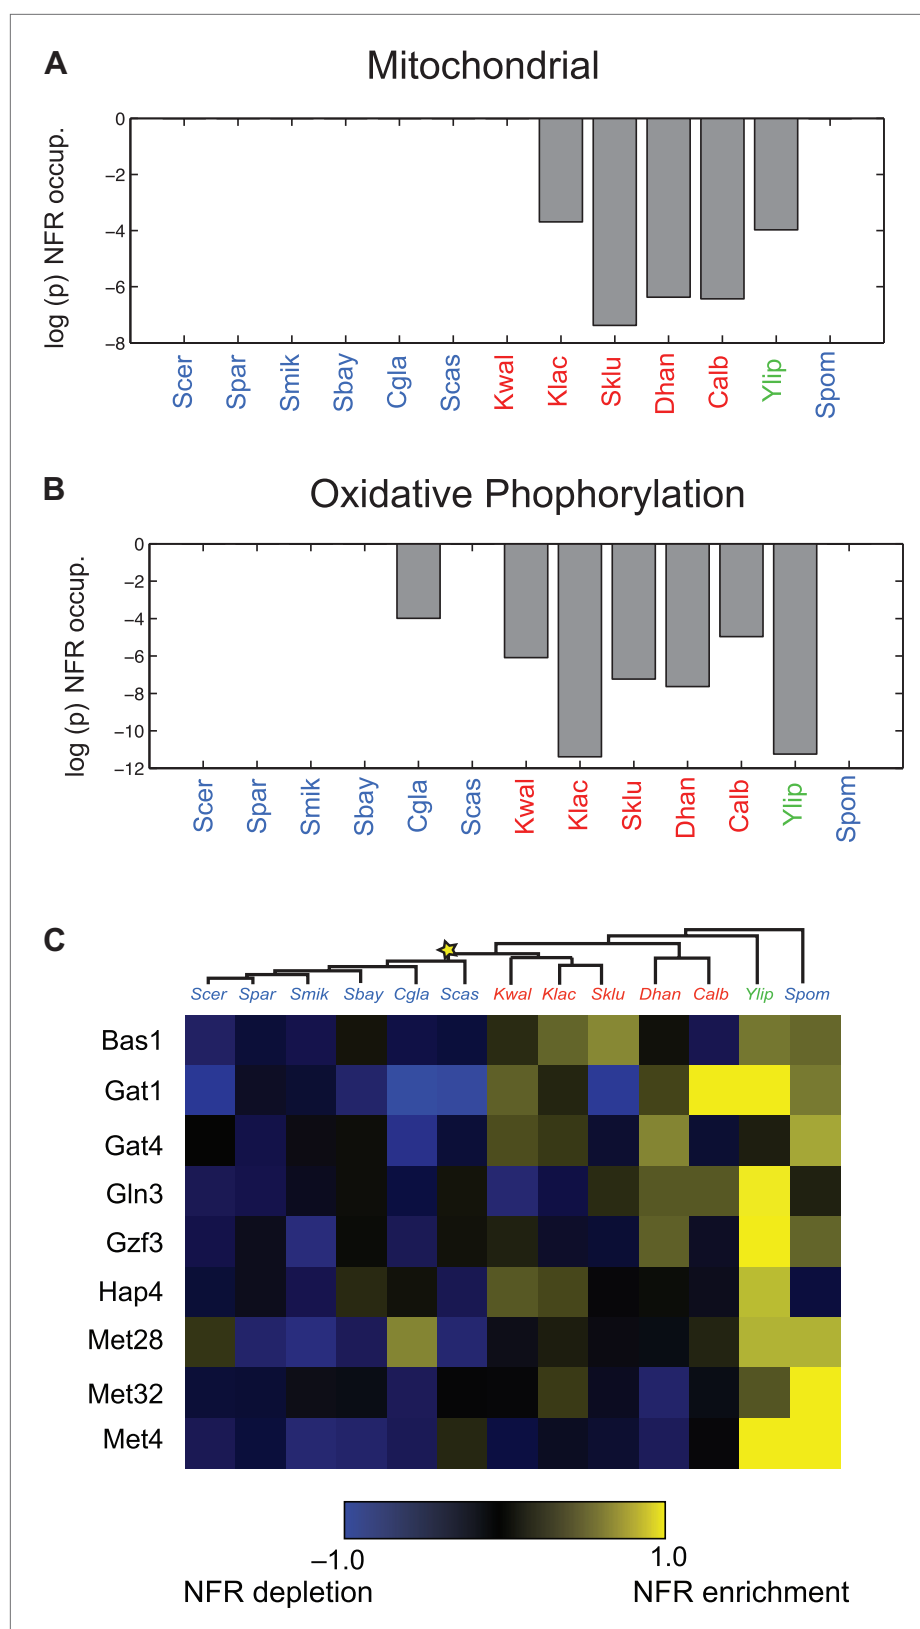 A
Mitochondrial
log (p) NFR occup.
0
−2
−4
−6
−8
Scer Spar Smik Sbay Cgla Scas Kwal Klac Sklu Dhan Calb Ylip Spom
B
Oxidative Phophorylation
log (p) NFR occup.
0
−2
−4
−6
−8
−10
−12
Scer Spar Smik Sbay Cgla Scas Kwal Klac Sklu Dhan Calb Ylip Spom
C
Scer Spar Smik Sbay Cgla Scas Kwal Klac Sklu Dhan Calb Ylip Spom
Bas1
Gat1
Gat4
Gln3
Gzf3
Hap4
Met28
Met32
Met4
−1.0 1.0
NFR depletion NFR enrichment